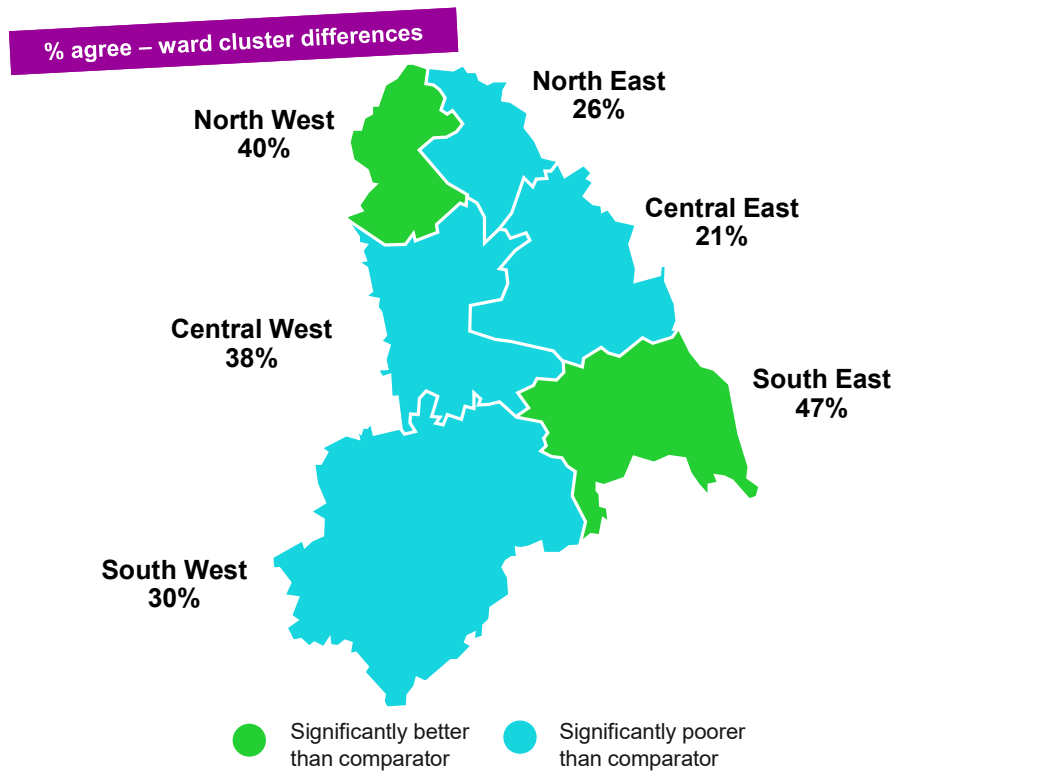 % agree – ward cluster differences
North East
26%
North West
40%
Central East
21%
Central West
38%
South East
47%
South West
30%
Significantly better
than comparator
Significantly poorer
than comparator